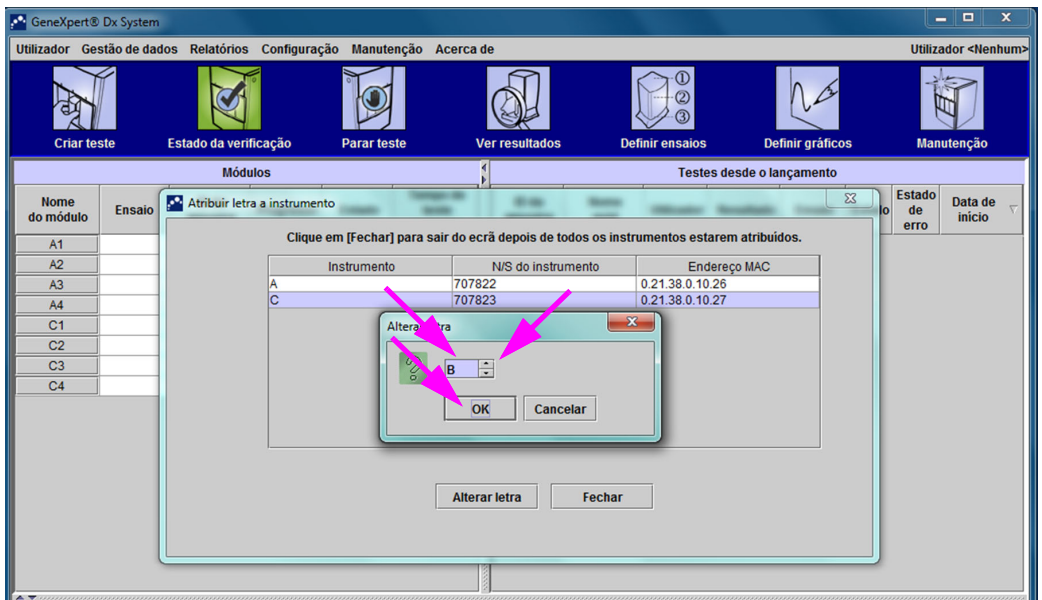 GeneXpert® Dx System
Utilizador Gestão de dados Relatórios Configuração Manutenção Acerca de Utilizador <Nenhum>
Criar teste Estado da verificação Parar teste Ver resultados Definir ensaios Definir gráficos Manutenção
Módulos Testes desde o lançamento
Nome do módulo
Ensaio
Estado de erro
Data de início
A1
A2
A3
A4
C1
C2
C3
C4
Atribuir letra a instrumento
Clique em [Fechar] para sair do ecrã depois de todos os instrumentos estarem atribuídos.
Instrumento N/S do instrumento Endereço MAC
A 707822 0.21.38.0.10.26
C 707823 0.21.38.0.10.27
letra
B
OK Cancelar
Alterar letra Fechar